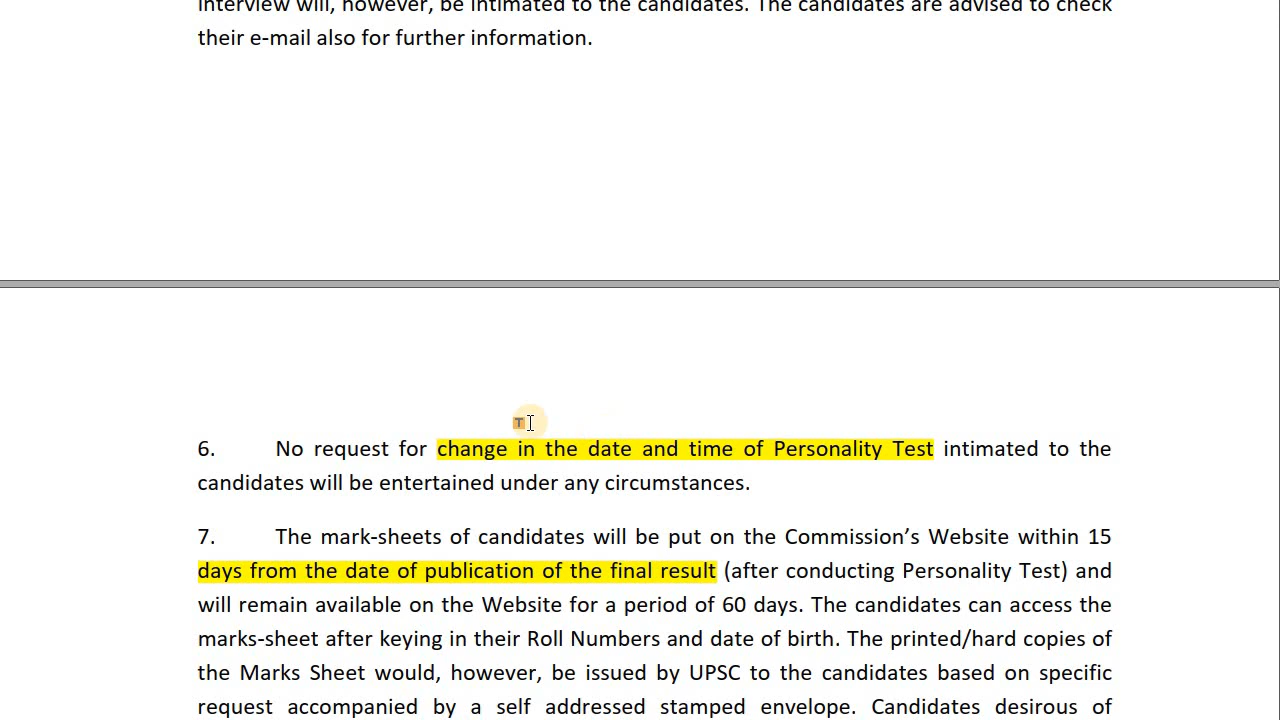 interview will, however, be intimated to the candidates. The candidates are advised to check
their e-mail also for further information.
6. No request for change in the date and time of Personality Test intimated to the
candidates will be entertained under any circumstances.
7. The mark-sheets of candidates will be put on the Commission’s Website within 15
days from the date of publication of the final result (after conducting Personality Test) and
will remain available on the Website for a period of 60 days. The candidates can access the
marks-sheet after keying in their Roll Numbers and date of birth. The printed/hard copies of
the Marks Sheet would, however, be issued by UPSC to the candidates based on specific
request accompanied by a self addressed stamped envelope. Candidates desirous of